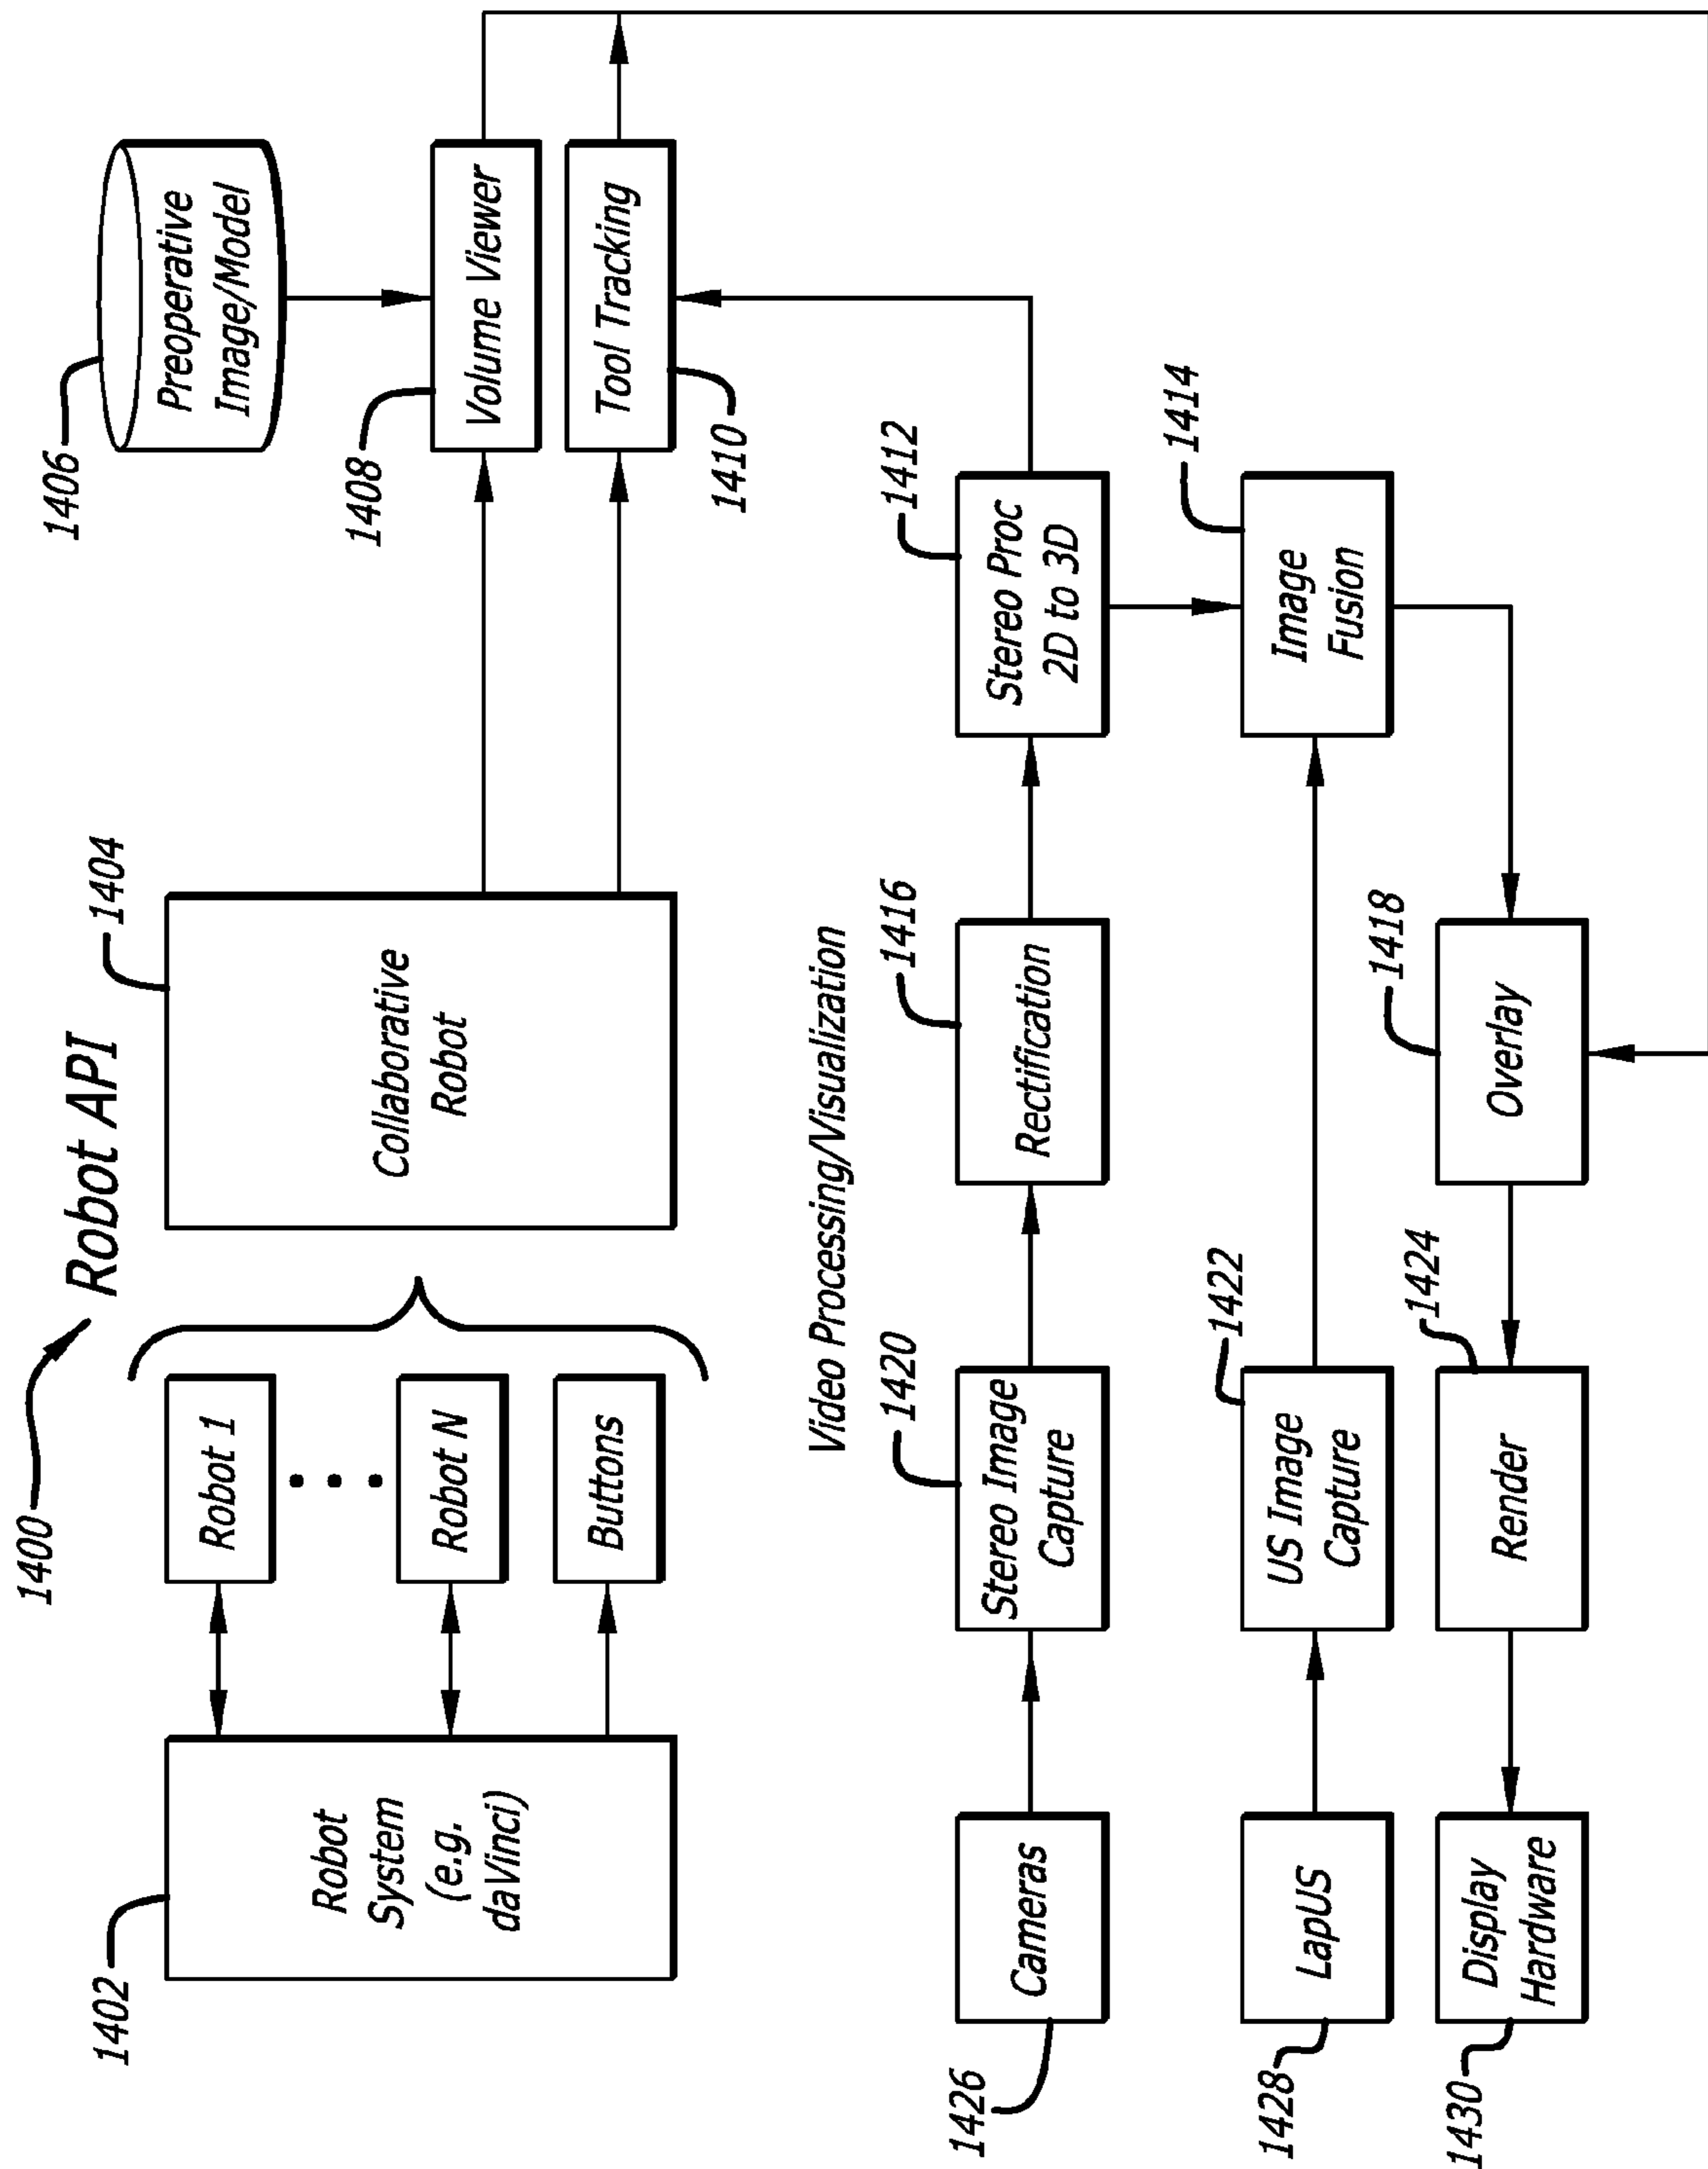 1400
Robot API
1402
Robot
System
(e.g.
daVinci)
Robot 1
Robot N
Buttons
1404
Collaborative
Robot
1406
Preoperative
Image/Model
1408
Volume Viewer
Tool Tracking
1410
Video Processing/Visualization
1426
Cameras
1420
Stereo Image
Capture
1416
Rectification
1412
Stereo Proc
2D to 3D
1428
LapUS
1422
US Image
Capture
1414
Image
Fusion
1430
Display
Hardware
1424
Render
1418
Overlay